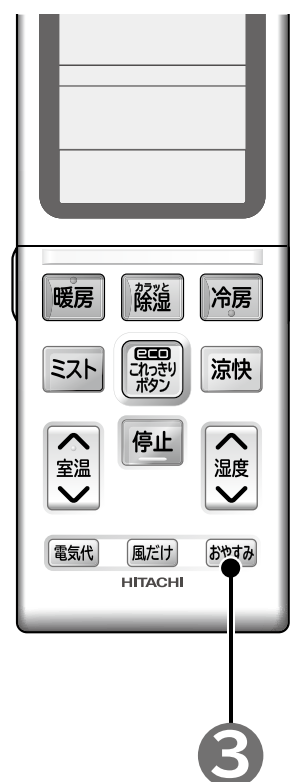 暖房
カラッと
除湿
冷房
ミスト
eco
これっきり
ボタン
涼快
室温
停止
湿度
電気代
風だけ
おやすみ
HITACHI
3